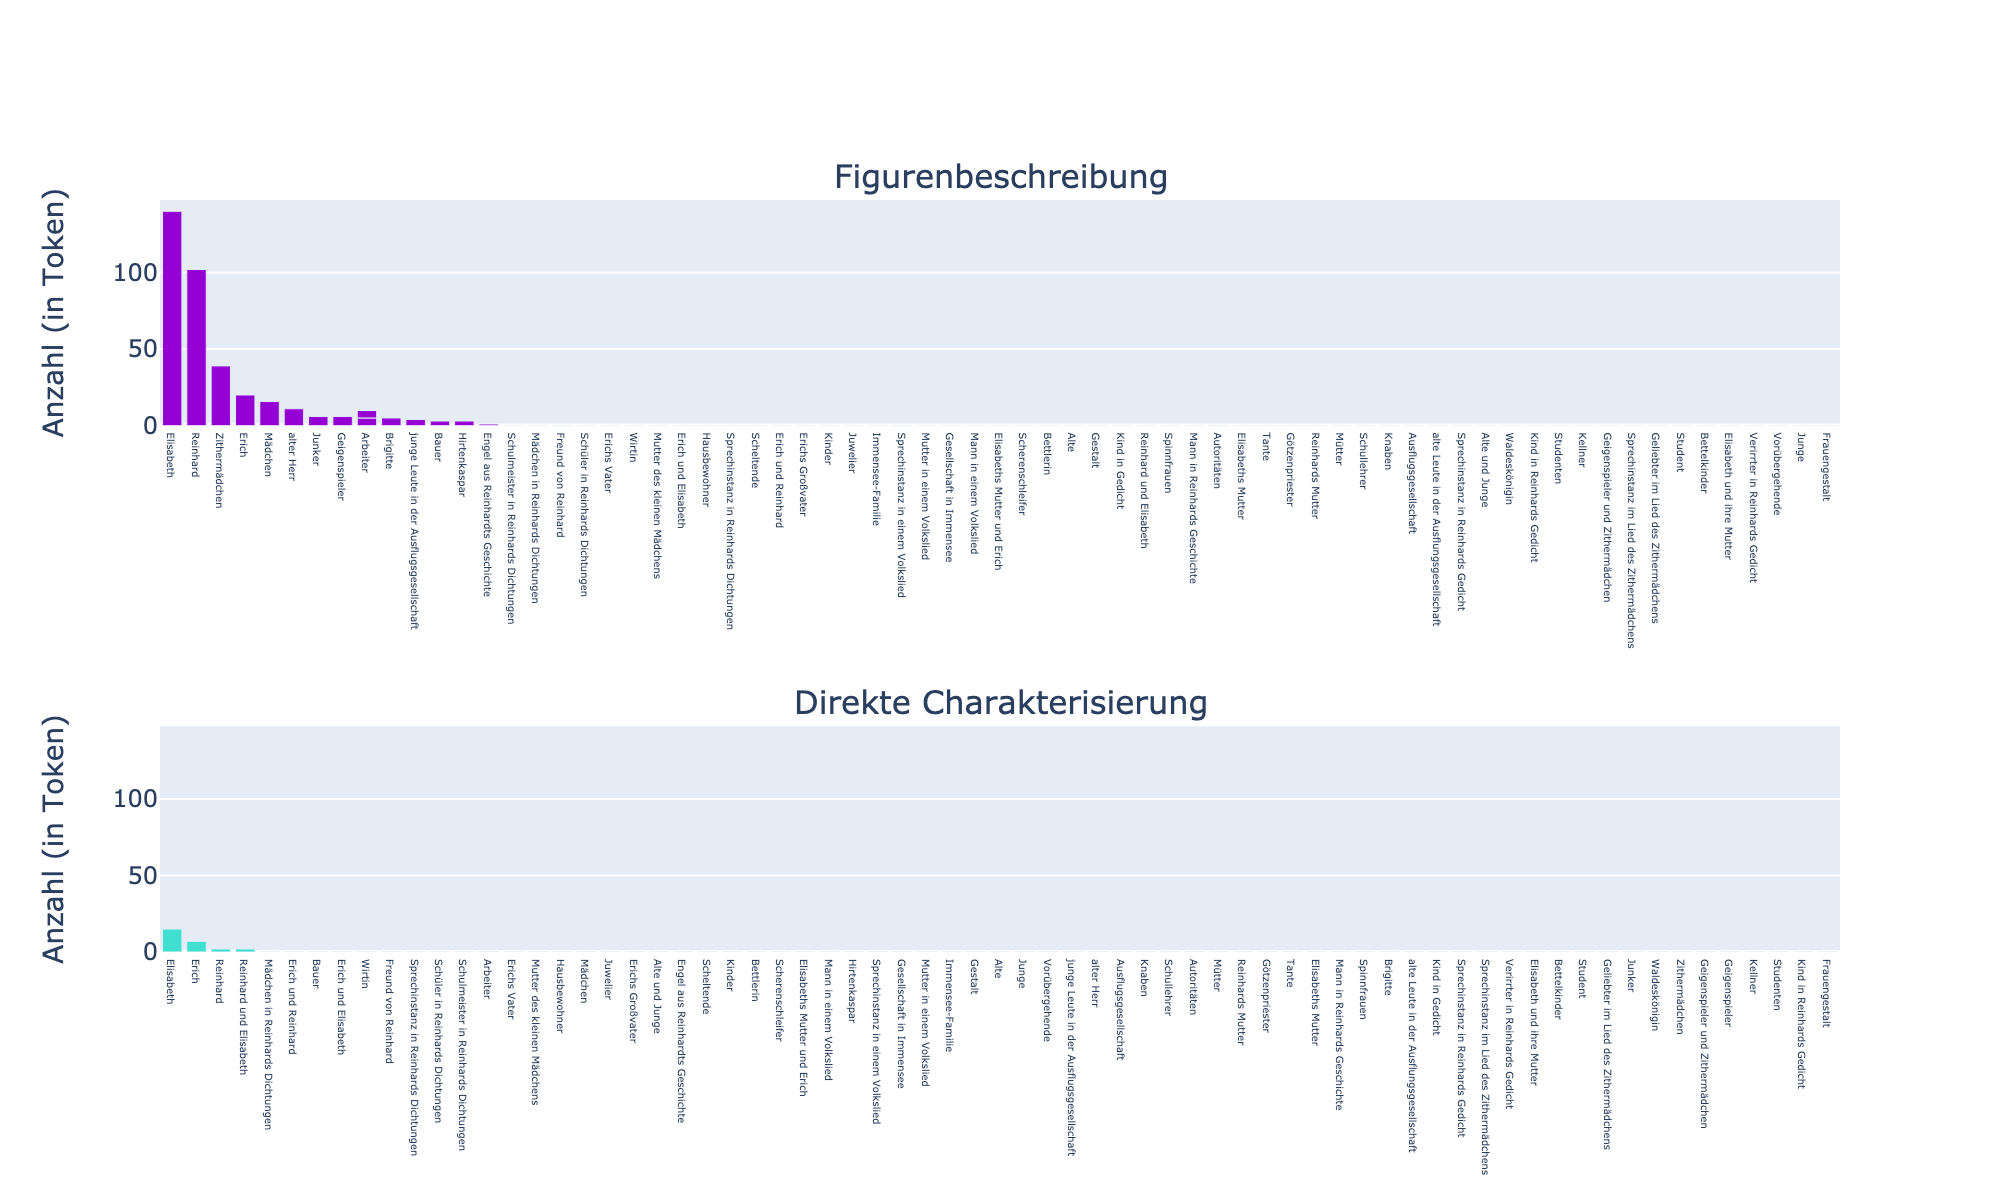 Figurenbeschreibung
Anzahl (in Token)
100
50
0
Elisabeth
Reinhard
Zithermädchen
Erich
Mädchen
alter Herr
Junker
Geigenspieler
Arbeiter
Brigitte
junge Leute in der Ausflugsgesellschaft
Bauer
Hirtenkaspar
Engel aus Reinhardts Geschichte
Schulmeister in Reinhards Dichtungen
Mädchen in Reinhards Dichtungen
Freund von Reinhard
Schüler in Reinhards Dichtungen
Erichs Vater
Wirtin
Mutter des kleinen Mädchens
Erich und Elisabeth
Hausbewohner
Sprechinstanz in Reinhards Dichtungen
Scheltende
Erich und Reinhard
Erichs Großvater
Kinder
Juwelier
Immensee-Familie
Sprechinstanz in einem Volkslied
Mutter in einem Volkslied
Gesellschaft in Immensee
Mann in einem Volkslied
Elisabeths Mutter und Erich
Scherenschleifer
Bettlerin
Alte
Gestalt
Kind in Gedicht
Reinhard und Elisabeth
Spinnfrauen
Mann in Reinhards Geschichte
Autoritäten
Elisabeths Mutter
Tante
Götzenpriester
Reinhards Mutter
Mütter
Schullehrer
Knaben
Ausflugsgesellschaft
alte Leute in der Ausflungsgesellschaft
Sprechinstanz in Reinhards Gedicht
Alte und Junge
Waldeskönigin
Kind in Reinhards Gedicht
Studenten
Kellner
Geigenspieler und Zithermädchen
Sprechinstanz im Lied des Zithermädchens
Geliebter im Lied des Zithermädchens
Student
Bettelkinder
Elisabeth und ihre Mutter
Verirrter in Reinhards Gedicht
Vorübergehende
Junge
Frauengestalt
Direkte Charakterisierung
Anzahl (in Token)
100
50
0
Elisabeth
Erich
Reinhard
Reinhard und Elisabeth
Mädchen in Reinhards Dichtungen
Erich und Reinhard
Bauer
Erich und Elisabeth
Wirtin
Freund von Reinhard
Sprechinstanz in Reinhards Dichtungen
Schüler in Reinhards Dichtungen
Schulmeister in Reinhards Dichtungen
Arbeiter
Erichs Vater
Mutter des kleinen Mädchens
Hausbewohner
Mädchen
Juwelier
Erichs Großvater
Alte und Junge
Engel aus Reinhardts Geschichte
Scheltende
Kinder
Bettlerin
Scherenschleifer
Elisabeths Mutter und Erich
Mann in einem Volkslied
Hirtenkaspar
Sprechinstanz in einem Volkslied
Gesellschaft in Immensee
Mutter in einem Volkslied
Immensee-Familie
Gestalt
Alte
Junge
Vorübergehende
junge Leute in der Ausflugsgesellschaft
alter Herr
Ausflugsgesellschaft
Knaben
Schullehrer
Autoritäten
Mütter
Reinhards Mutter
Götzenpriester
Tante
Elisabeths Mutter
Mann in Reinhards Geschichte
Spinnfrauen
Brigitte
alte Leute in der Ausflungsgesellschaft
Kind in Gedicht
Sprechinstanz in Reinhards Gedicht
Sprechinstanz im Lied des Zithermädchens
Verirrter in Reinhards Gedicht
Elisabeth und ihre Mutter
Bettelkinder
Student
Geliebter im Lied des Zithermädchens
Junker
Waldeskönigin
Zithermädchen
Geigenspieler und Zithermädchen
Geigenspieler
Kellner
Studenten
Kind in Reinhards Gedicht
Frauengestalt